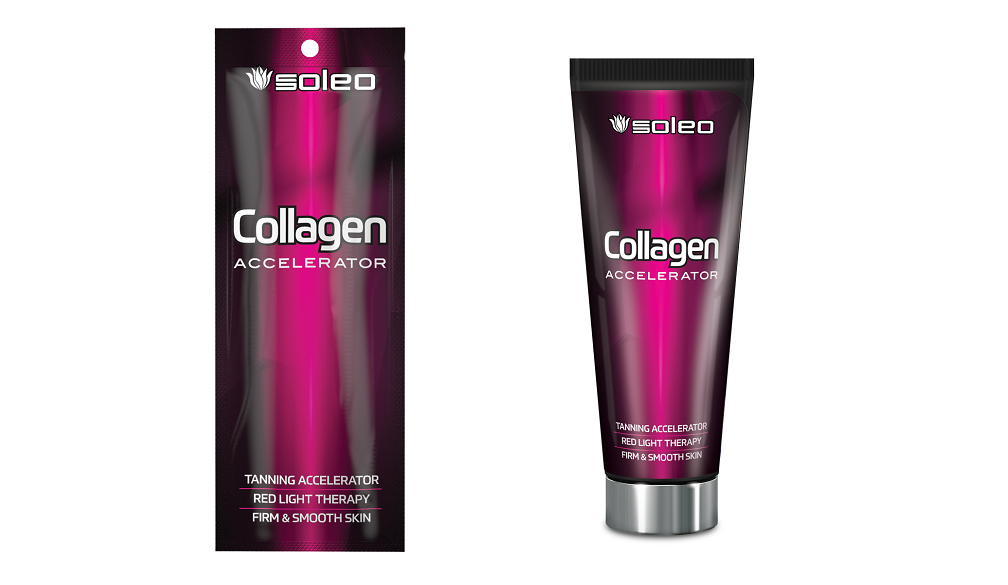 soleo
Collagen
ACCELERATOR
TANNING ACCELERATOR
RED LIGHT THERAPY
FIRM & SMOOTH SKIN
soleo
Collagen
ACCELERATOR
TANNING ACCELERATOR
RED LIGHT THERAPY
FIRM & SMOOTH SKIN